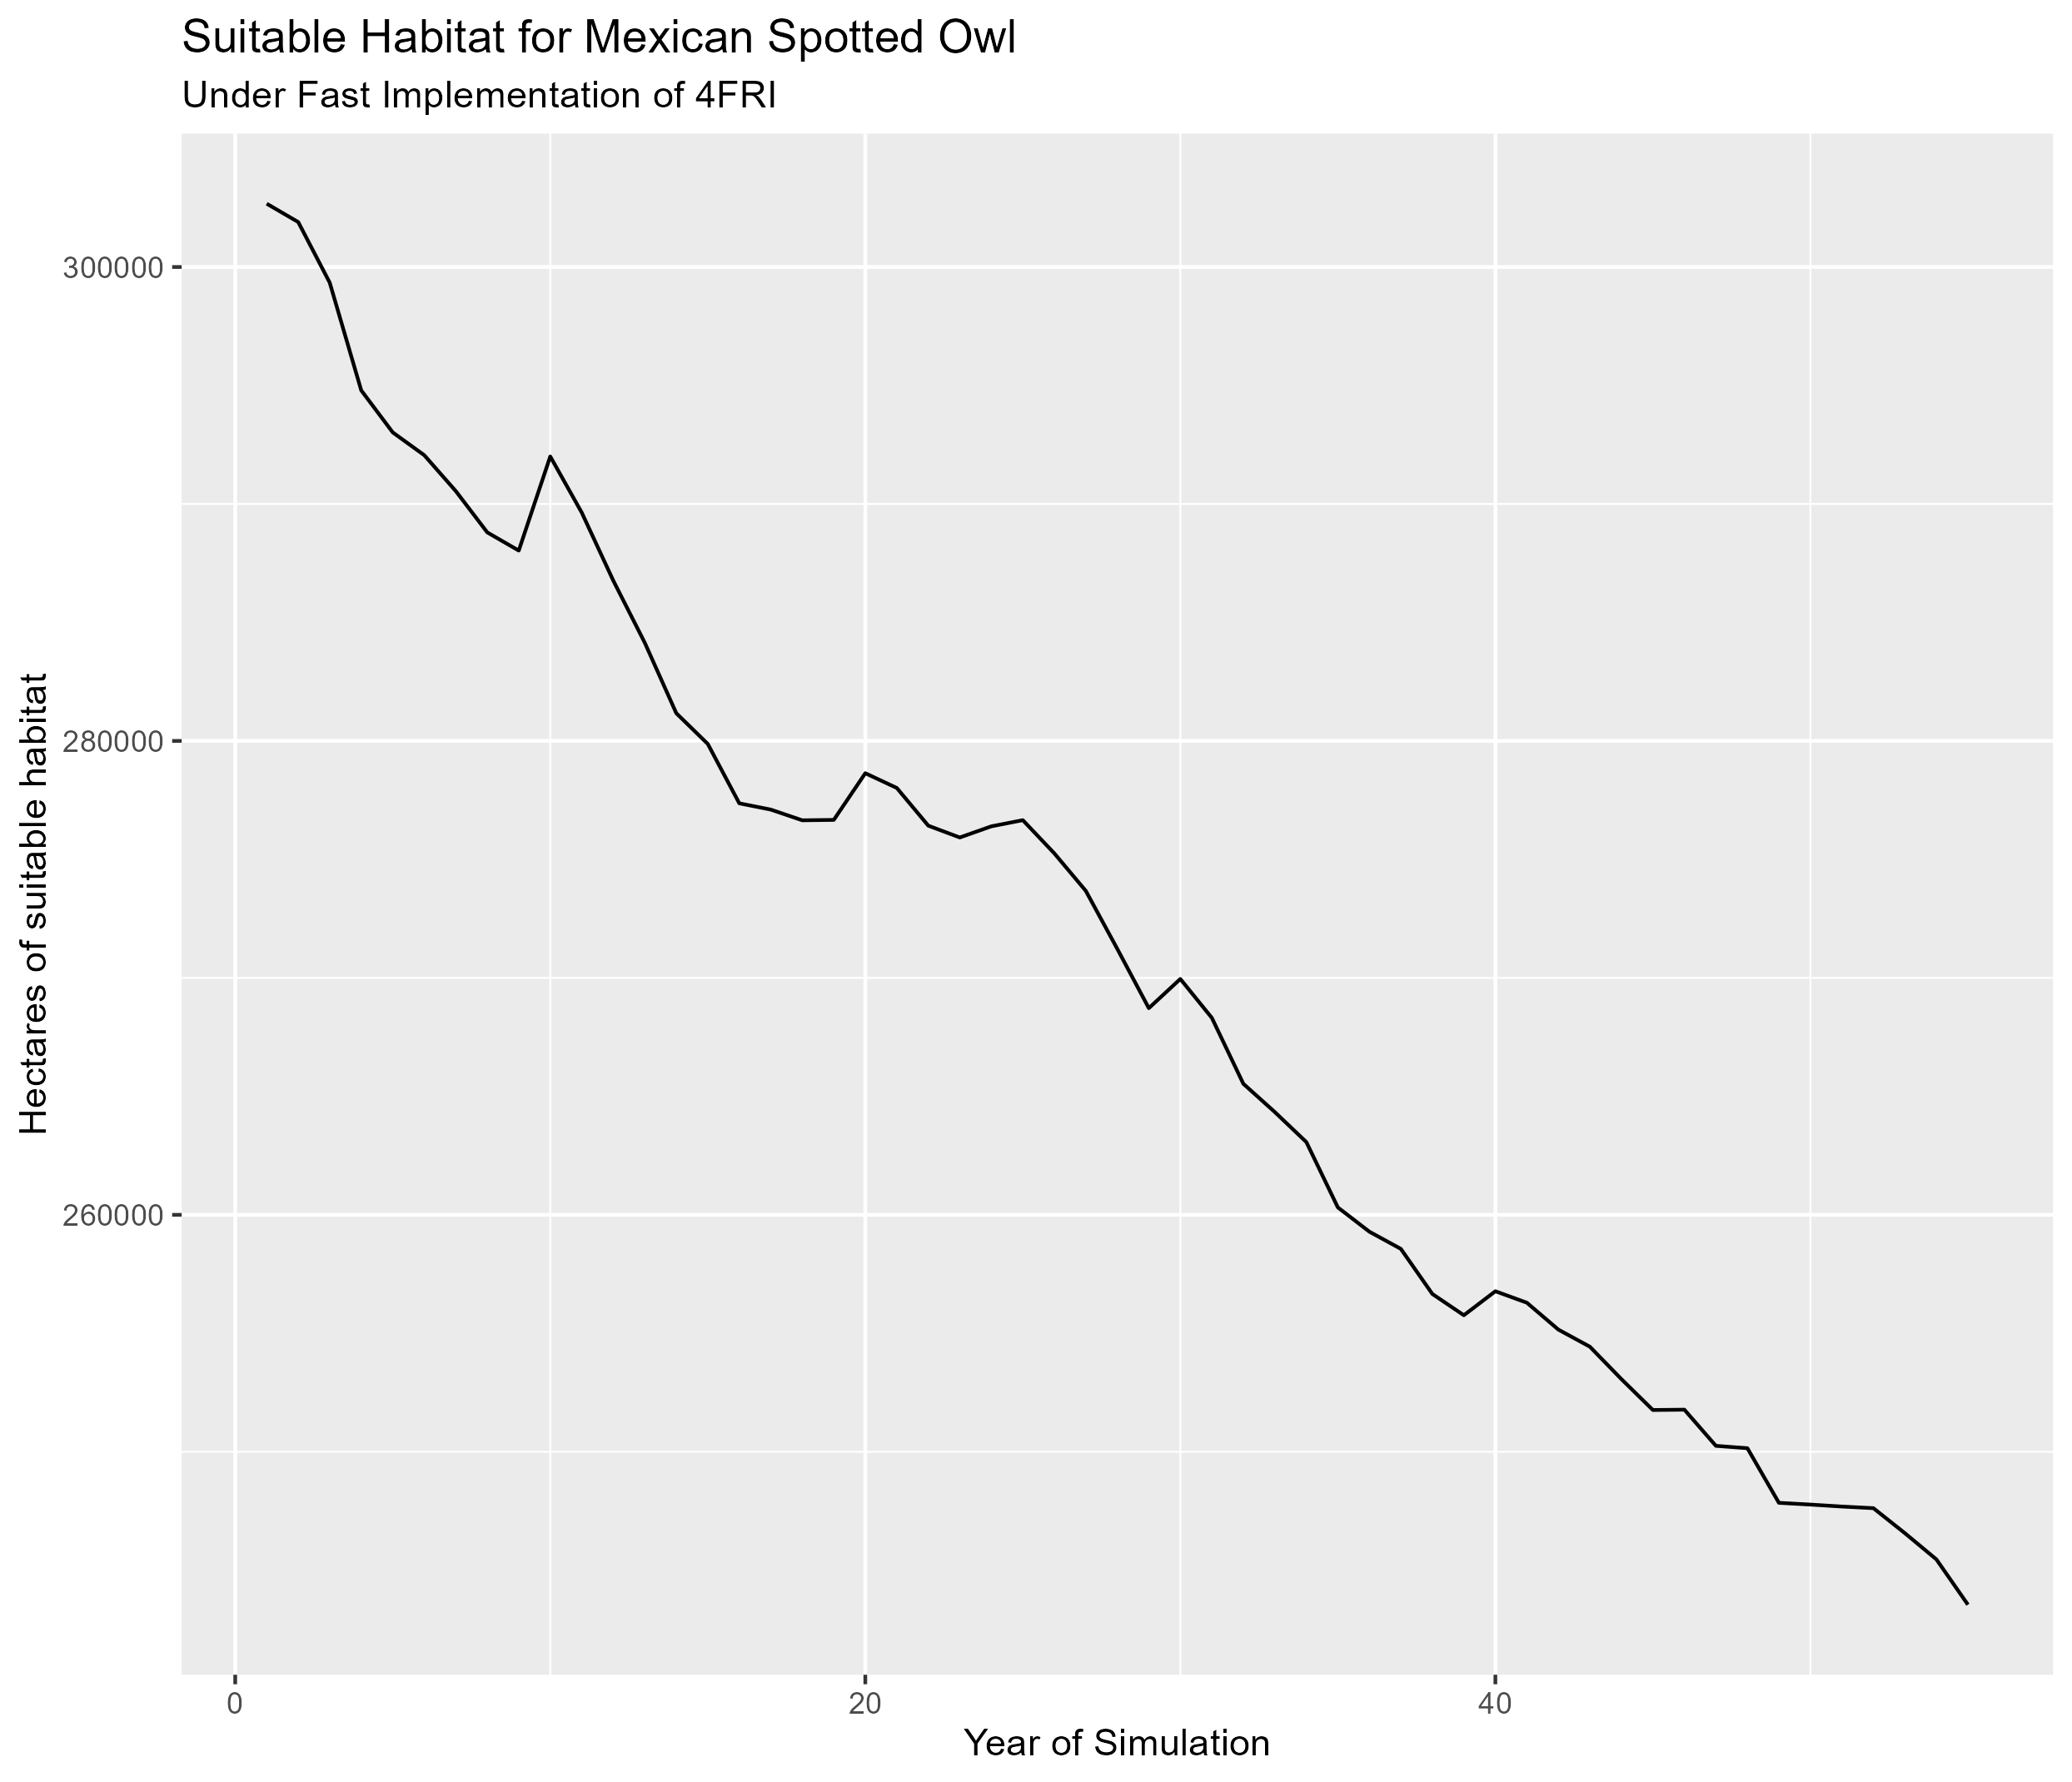 Suitable Habitat for Mexican Spotted Owl
Under Fast Implementation of 4FRI
Hectares of suitable habitat
300000
280000
260000
0
20
40
Year of Simulation